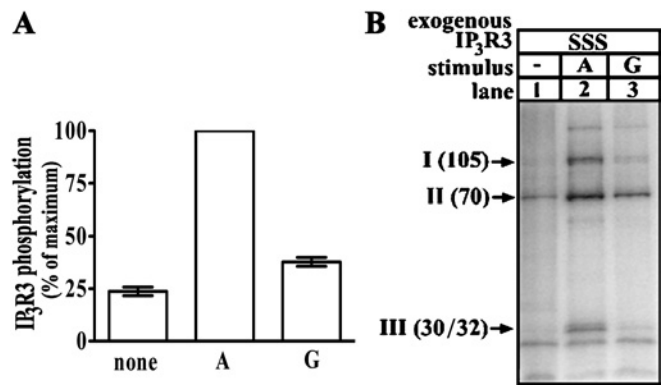 A
IP3R3 phosphorylation
(% of maximum)
100
75
50
25
0
none A G
B
exogenous
IP3R3 SSS
stimulus - A G
lane 1 2 3
I (105)
II (70)
III (30/32)